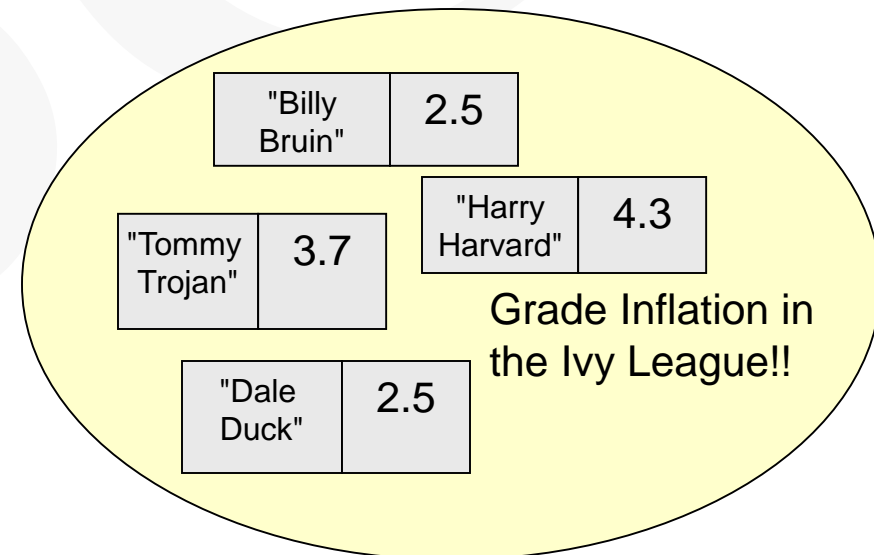 "Billy
Bruin"
2.5
"Harry
Harvard"
4.3
"Tommy
Trojan"
3.7
Grade Inflation in
the Ivy League!!
"Dale
Duck"
2.5